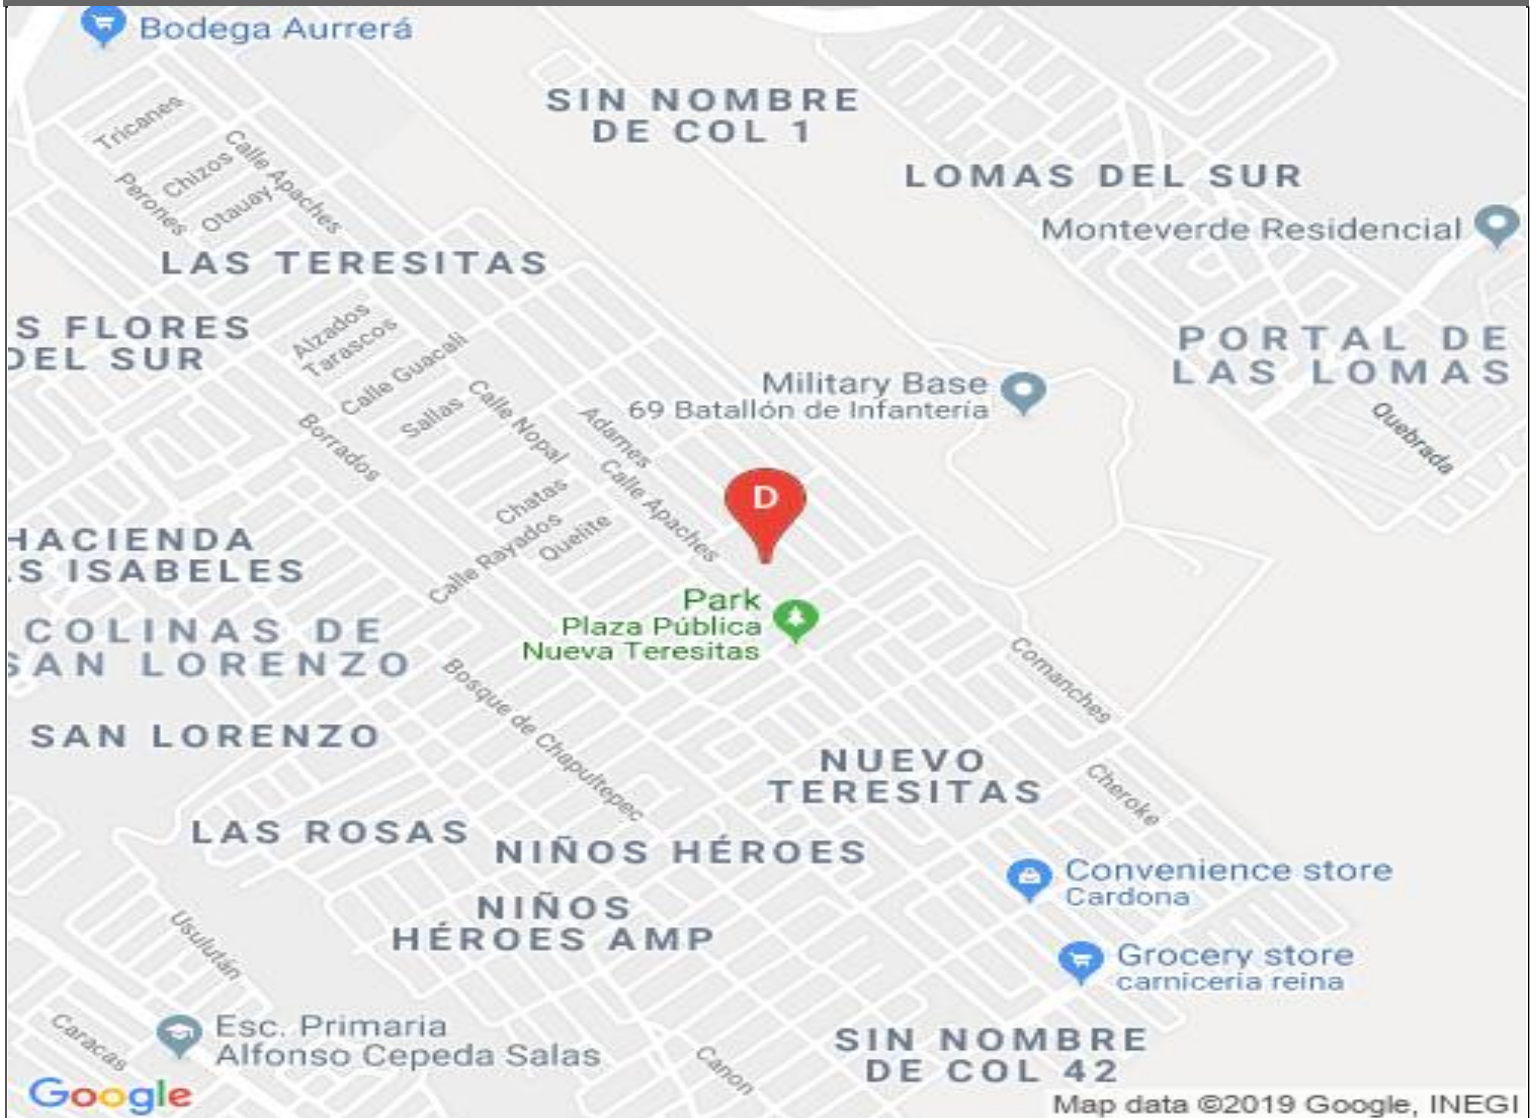 Bodega Aurrerá
SIN NOMBRE
DE COL 1
Tricanes
Chizos
Calle Apaches
Perones
Otauay
LOMAS DEL SUR
Monteverde Residencial
LAS TERESITAS
S FLORES
DEL SUR
Alzados
Tarascos
Calle Guacali
PORTAL DE
LAS LOMAS
Military Base
69 Batallón de Infantería
Sallas
Calle Nopal
Adames
Borrados
Quebrada
Calle Apaches
D
Chatas
Calle Rayados
Quelite
HACIENDA
S ISABELES
Park
Plaza Pública
Nueva Teresitas
COLINAS DE
SAN LORENZO
Comanches
Bosque de Chapultepec
SAN LORENZO
NUEVO
TERESITAS
Cheroke
LAS ROSAS
NIÑOS HÉROES
Convenience store
Cardona
NIÑOS
HÉROES AMP
Usulután
Grocery store
carniceria reina
Caracas
Esc. Primaria
Alfonso Cepeda Salas
Canon
SIN NOMBRE
DE COL 42
Google
Map data ©2019 Google, INEGI